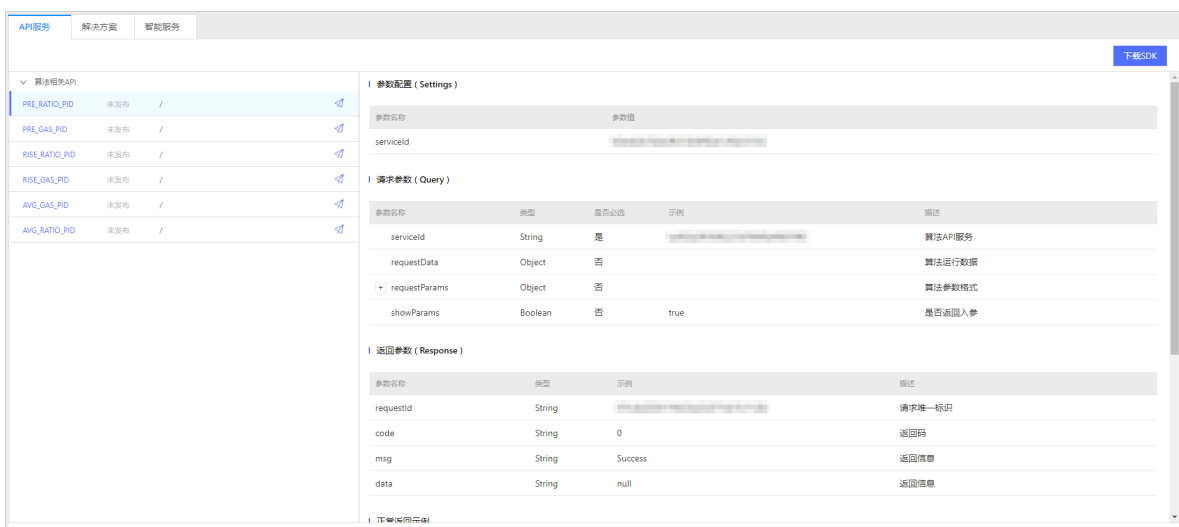 API服务 解决方案 智能服务
下载SDK
算法相关API
PRE_RATIO_PID 未发布 /
PRE_GAS_PID 未发布 /
RISE_RATIO_PID 未发布 /
RISE_GAS_PID 未发布 /
AVG_GAS_PID 未发布 /
AVG_RATIO_PID 未发布 /
参数配置 ( Settings )
参数名称 参数值
serviceId
请求参数 ( Query )
参数名称 类型 是否必选 示例 描述
serviceId String 是 算法API服务
requestData Object 否 算法运行数据
+ requestParams Object 否 算法参数格式
showParams Boolean 否 true 是否返回入参
返回参数 ( Response )
参数名称 类型 示例 描述
requestId String 请求唯一标识
code String 0 返回码
msg String Success 返回信息
data String null 返回信息
正常返回示例